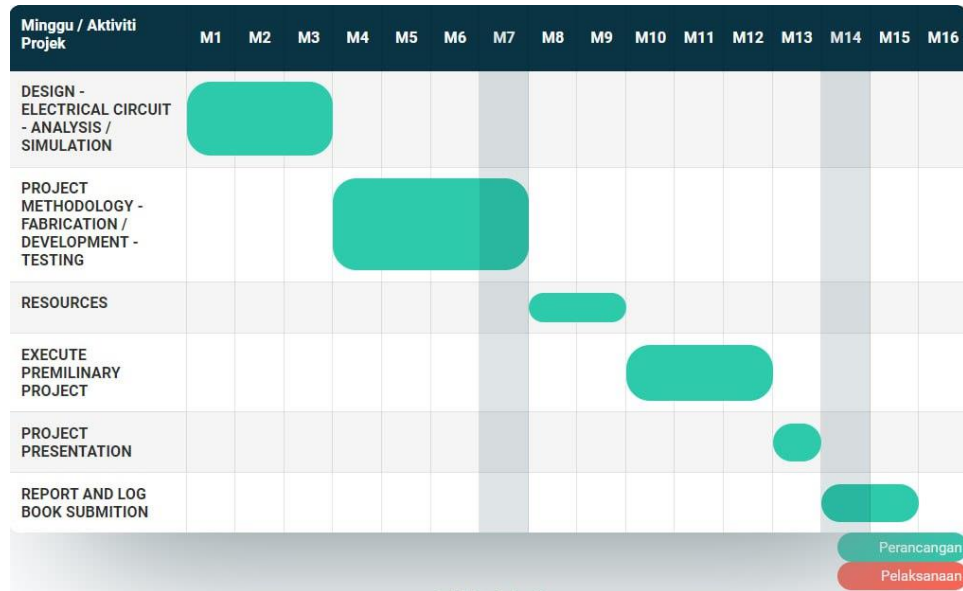 Minggu / Aktiviti
Projek
M1 M2 M3 M4 M5 M6 M7 M8 M9 M10 M11 M12 M13 M14 M15 M16
DESIGN -
ELECTRICAL CIRCUIT
- ANALYSIS /
SIMULATION
PROJECT
METHODOLOGY -
FABRICATION /
DEVELOPMENT -
TESTING
RESOURCES
EXECUTE
PREMILINARY
PROJECT
PROJECT
PRESENTATION
REPORT AND LOG
BOOK SUBMITION
Perancangan
Pelaksanaan